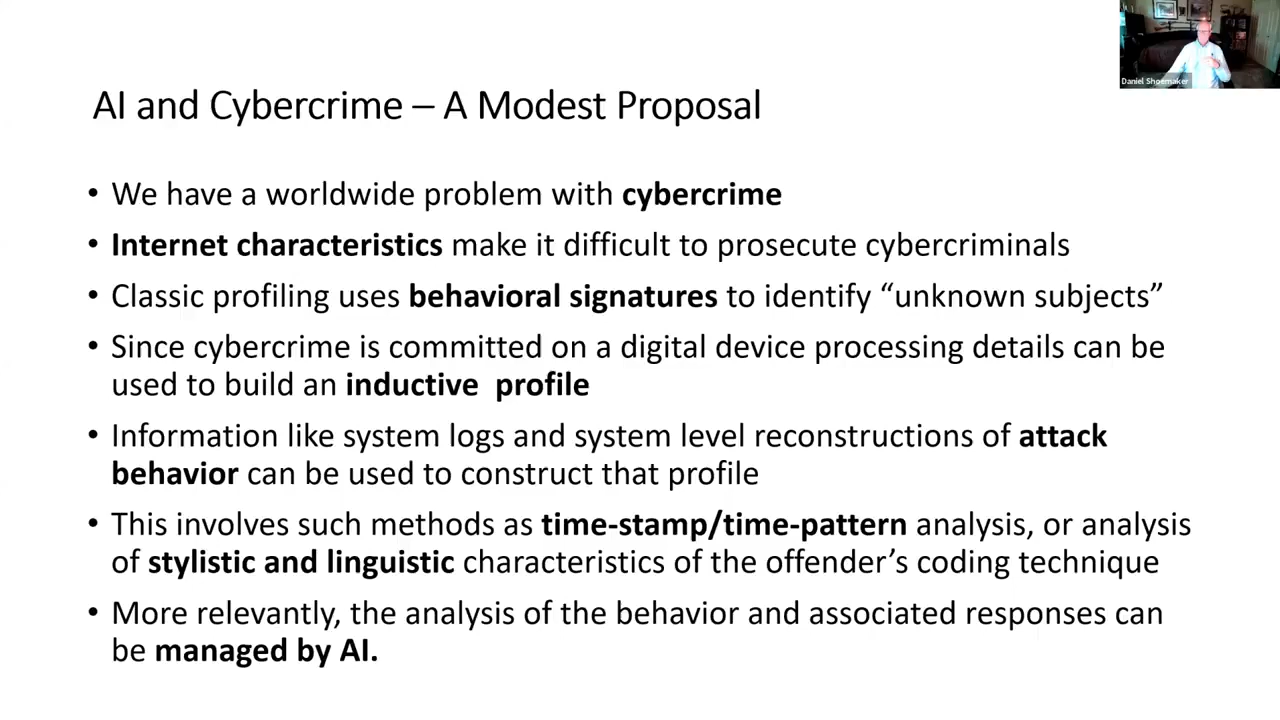 Daniel Shoemaker
AI and Cybercrime – A Modest Proposal
• We have a worldwide problem with cybercrime
• Internet characteristics make it difficult to prosecute cybercriminals
• Classic profiling uses behavioral signatures to identify “unknown subjects”
• Since cybercrime is committed on a digital device processing details can be
used to build an inductive  profile
• Information like system logs and system level reconstructions of attack
behavior can be used to construct that profile
• This involves such methods as time-stamp/time-pattern analysis, or analysis
of stylistic and linguistic characteristics of the offender’s coding technique
• More relevantly, the analysis of the behavior and associated responses can
be managed by AI.